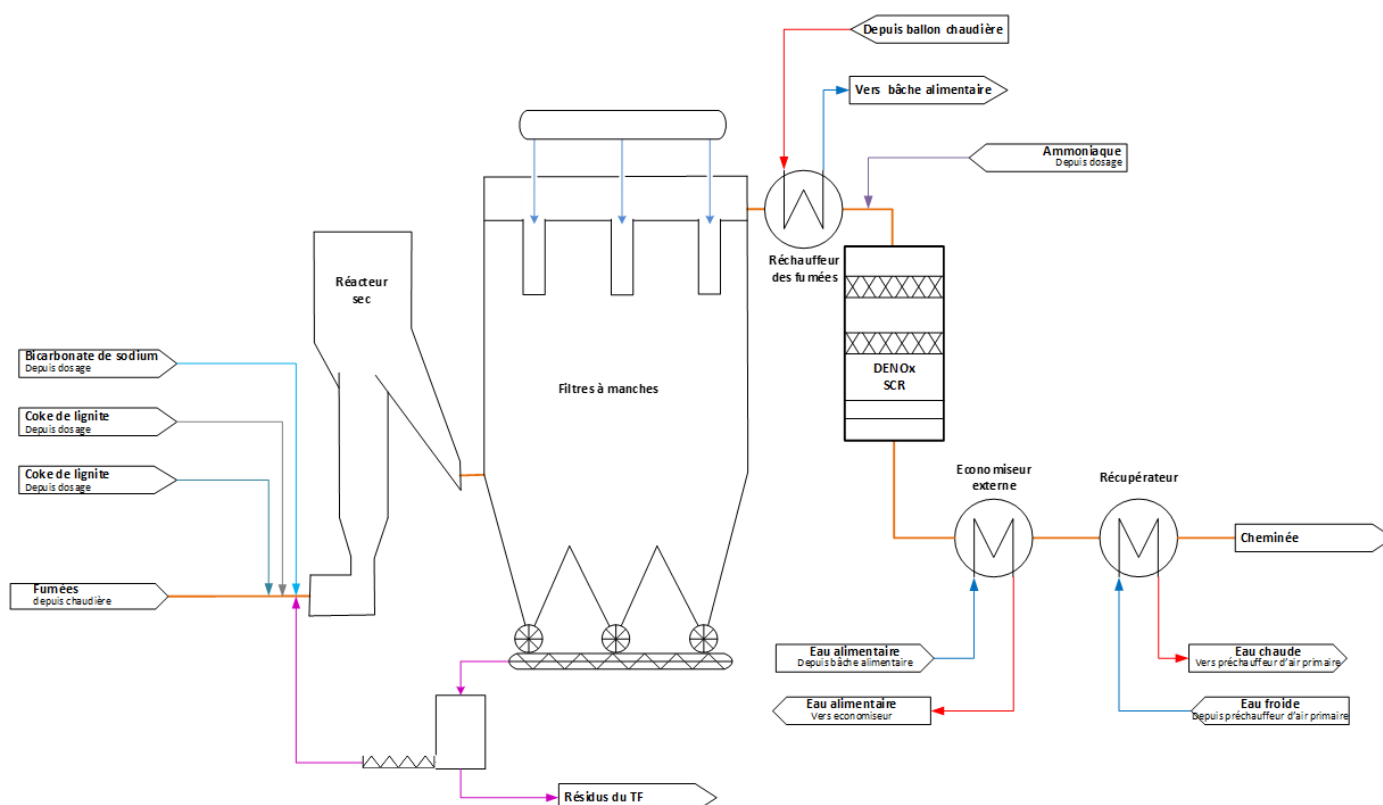 Depuis ballon chaudière
Vers bâche alimentaire
Ammoniaque
Depuis dosage
Réchauffeur
des fumées
Réacteur
sec
Bicarbonate de sodium
Depuis dosage
Filtres à manches
DENOx
SCR
Coke de lignite
Depuis dosage
Coke de lignite
Depuis dosage
Economiseur
externe
Récupérateur
Cheminée
Fumées
depuis chaudière
Eau alimentaire
Depuis bâche alimentaire
Eau chaude
Vers préchauffeur d'air primaire
Eau alimentaire
Vers economiseur
Eau froide
Depuis préchauffeur d'air primaire
Résidus du TF